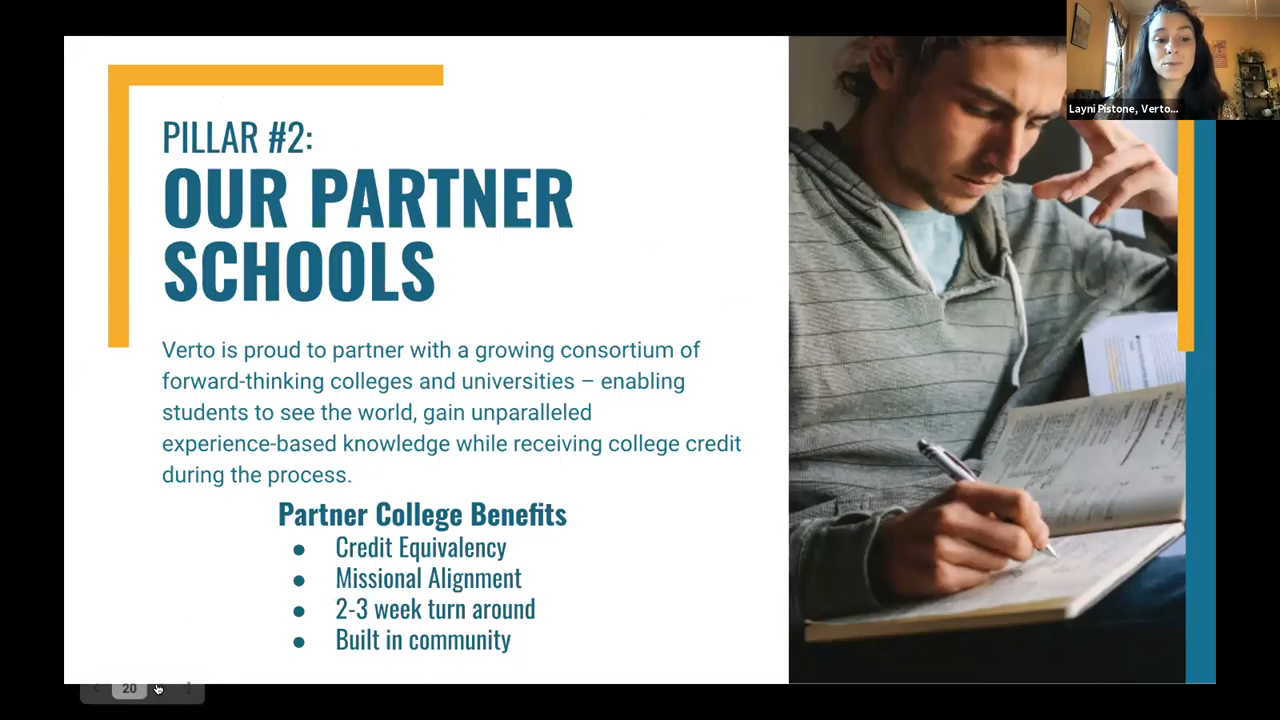 Layni Pistone, Verto...
PILLAR #2:
OUR PARTNER
SCHOOLS
Verto is proud to partner with a growing consortium of
forward-thinking colleges and universities – enabling
students to see the world, gain unparalleled
experience-based knowledge while receiving college credit
during the process.
Partner College Benefits
● Credit Equivalency
● Missional Alignment
● 2-3 week turn around
● Built in community
20